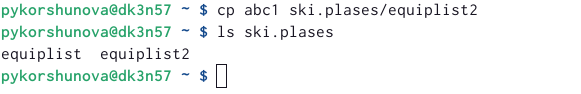 pykorshunova@dk3n57 ~ $ cp abc1 ski.plases/equiplist2
pykorshunova@dk3n57 ~ $ ls ski.plases
equiplist  equiplist2
pykorshunova@dk3n57 ~ $